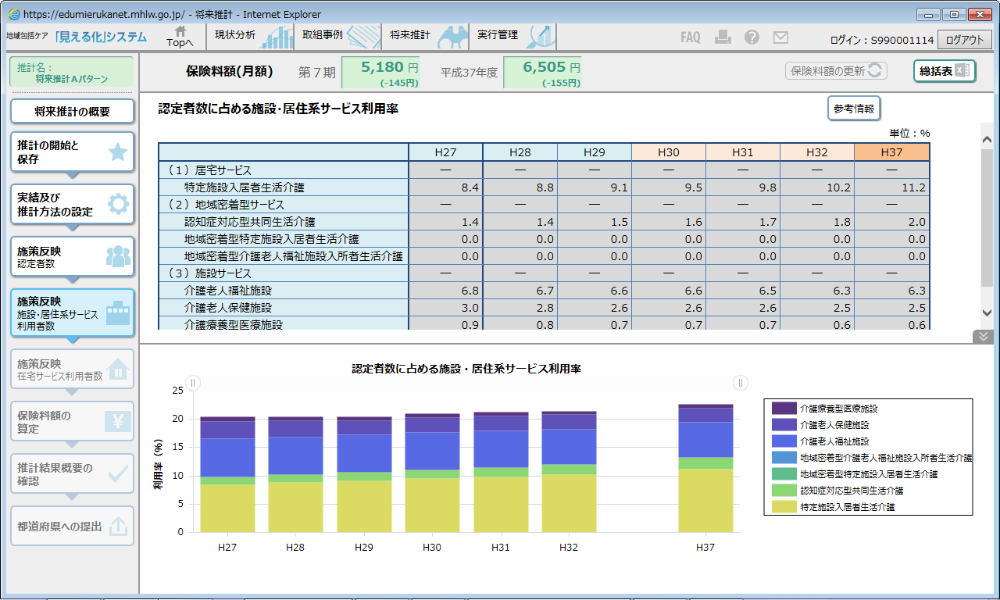 https://edumierukanet.mhlw.go.jp/ - 将来推計 - Internet Explorer
地域包括ケア「見える化」システム
Topへ
現状分析
取組事例
将来推計
実行管理
FAQ
ログイン：S990001114
ログアウト
推計名：
将来推計Ａパターン
保険料額(月額)
第７期
5,180 円
(-145円)
平成37年度
6,505 円
(-155円)
保険料額の更新
総括表
将来推計の概要
推計の開始と
保存
実績及び
推計方法の設定
施策反映
認定者数
施策反映
施設・居住系サービス
利用者数
施策反映
在宅サービス利用者数
保険料額の
算定
推計結果概要の
確認
都道府県への提出
認定者数に占める施設・居住系サービス利用率
参考情報
単位：%
H27 H28 H29 H30 H31 H32 H37
（１）居宅サービス — — — — — — —
特定施設入居者生活介護 8.4 8.8 9.1 9.5 9.8 10.2 11.2
（２）地域密着型サービス — — — — — — —
認知症対応型共同生活介護 1.4 1.4 1.5 1.6 1.7 1.8 2.0
地域密着型特定施設入居者生活介護 0.0 0.0 0.0 0.0 0.0 0.0 0.0
地域密着型介護老人福祉施設入所者生活介護 0.0 0.0 0.0 0.0 0.0 0.0 0.0
（３）施設サービス — — — — — — —
介護老人福祉施設 6.8 6.7 6.6 6.6 6.5 6.3 6.3
介護老人保健施設 3.0 2.8 2.6 2.6 2.6 2.5 2.5
介護療養型医療施設 0.9 0.8 0.7 0.7 0.7 0.6 0.6
認定者数に占める施設・居住系サービス利用率
利用率（%）
25
20
15
10
5
0
H27 H28 H29 H30 H31 H32 H37
介護療養型医療施設
介護老人保健施設
介護老人福祉施設
地域密着型介護老人福祉施設入所者生活介護
地域密着型特定施設入居者生活介護
認知症対応型共同生活介護
特定施設入居者生活介護